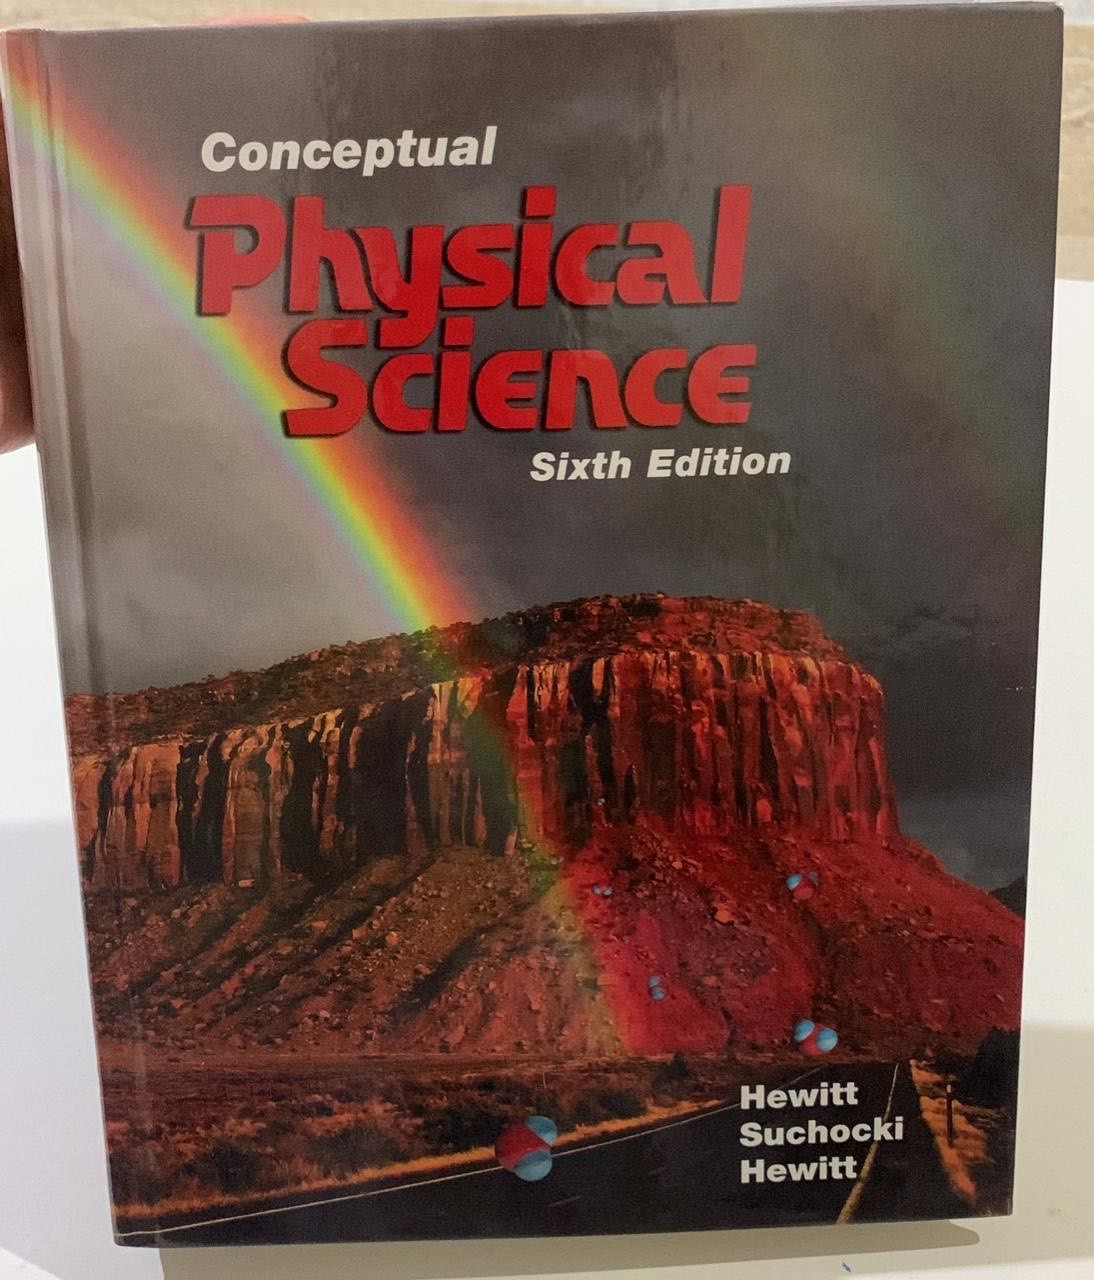 Conceptual
Physical
Science
Sixth Edition
Hewitt
Suchocki
Hewitt